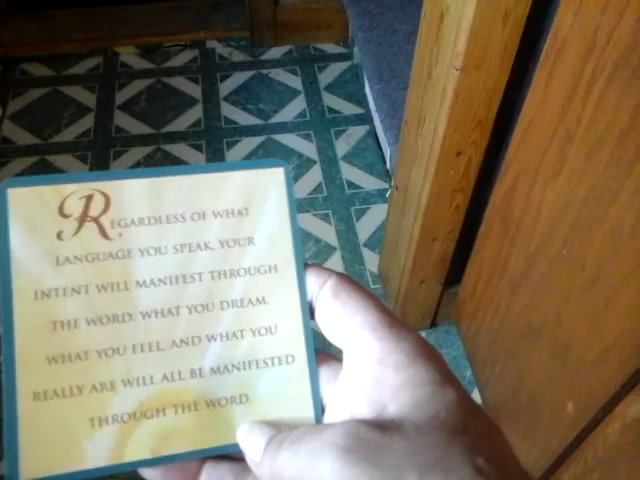 REGARDLESS OF WHAT
LANGUAGE YOU SPEAK, YOUR
INTENT WILL MANIFEST THROUGH
THE WORD. WHAT YOU DREAM,
WHAT YOU FEEL, AND WHAT YOU
REALLY ARE WILL ALL BE MANIFESTED
THROUGH THE WORD.